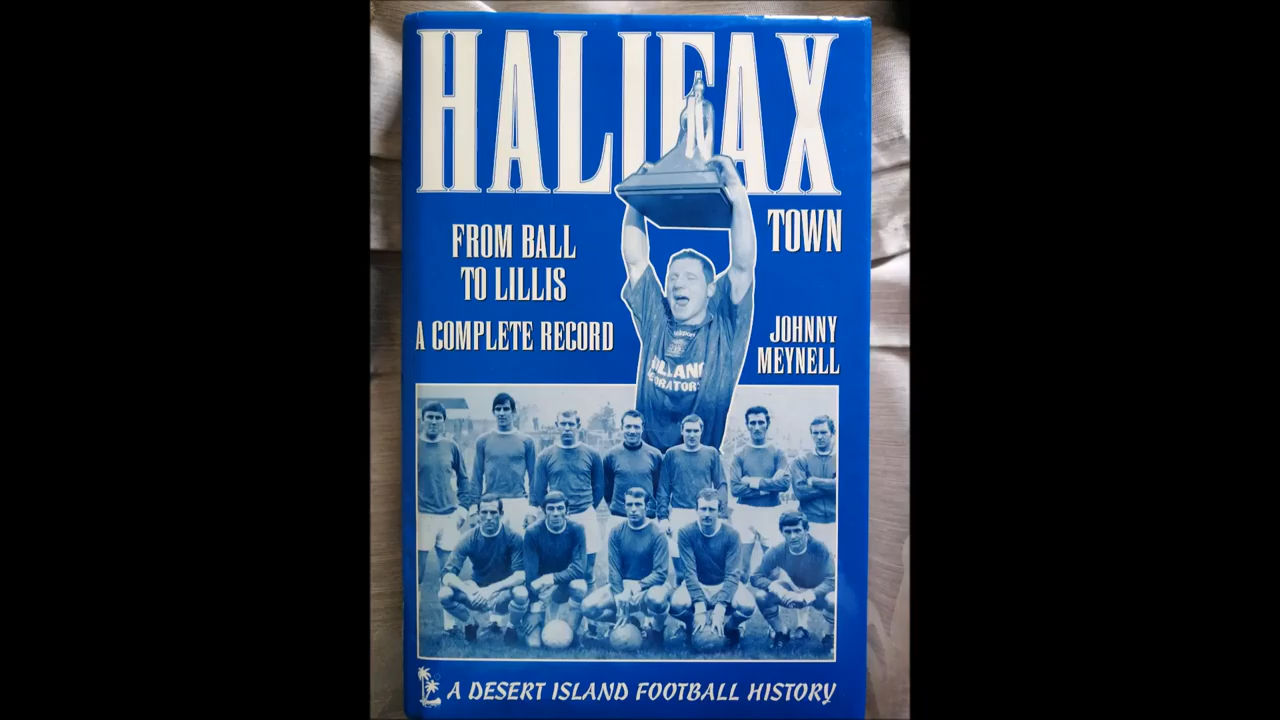 HALIFAX
TOWN
FROM BALL
TO LILLIS
A COMPLETE RECORD
JOHNNY
MEYNELL
A DESERT ISLAND FOOTBALL HISTORY